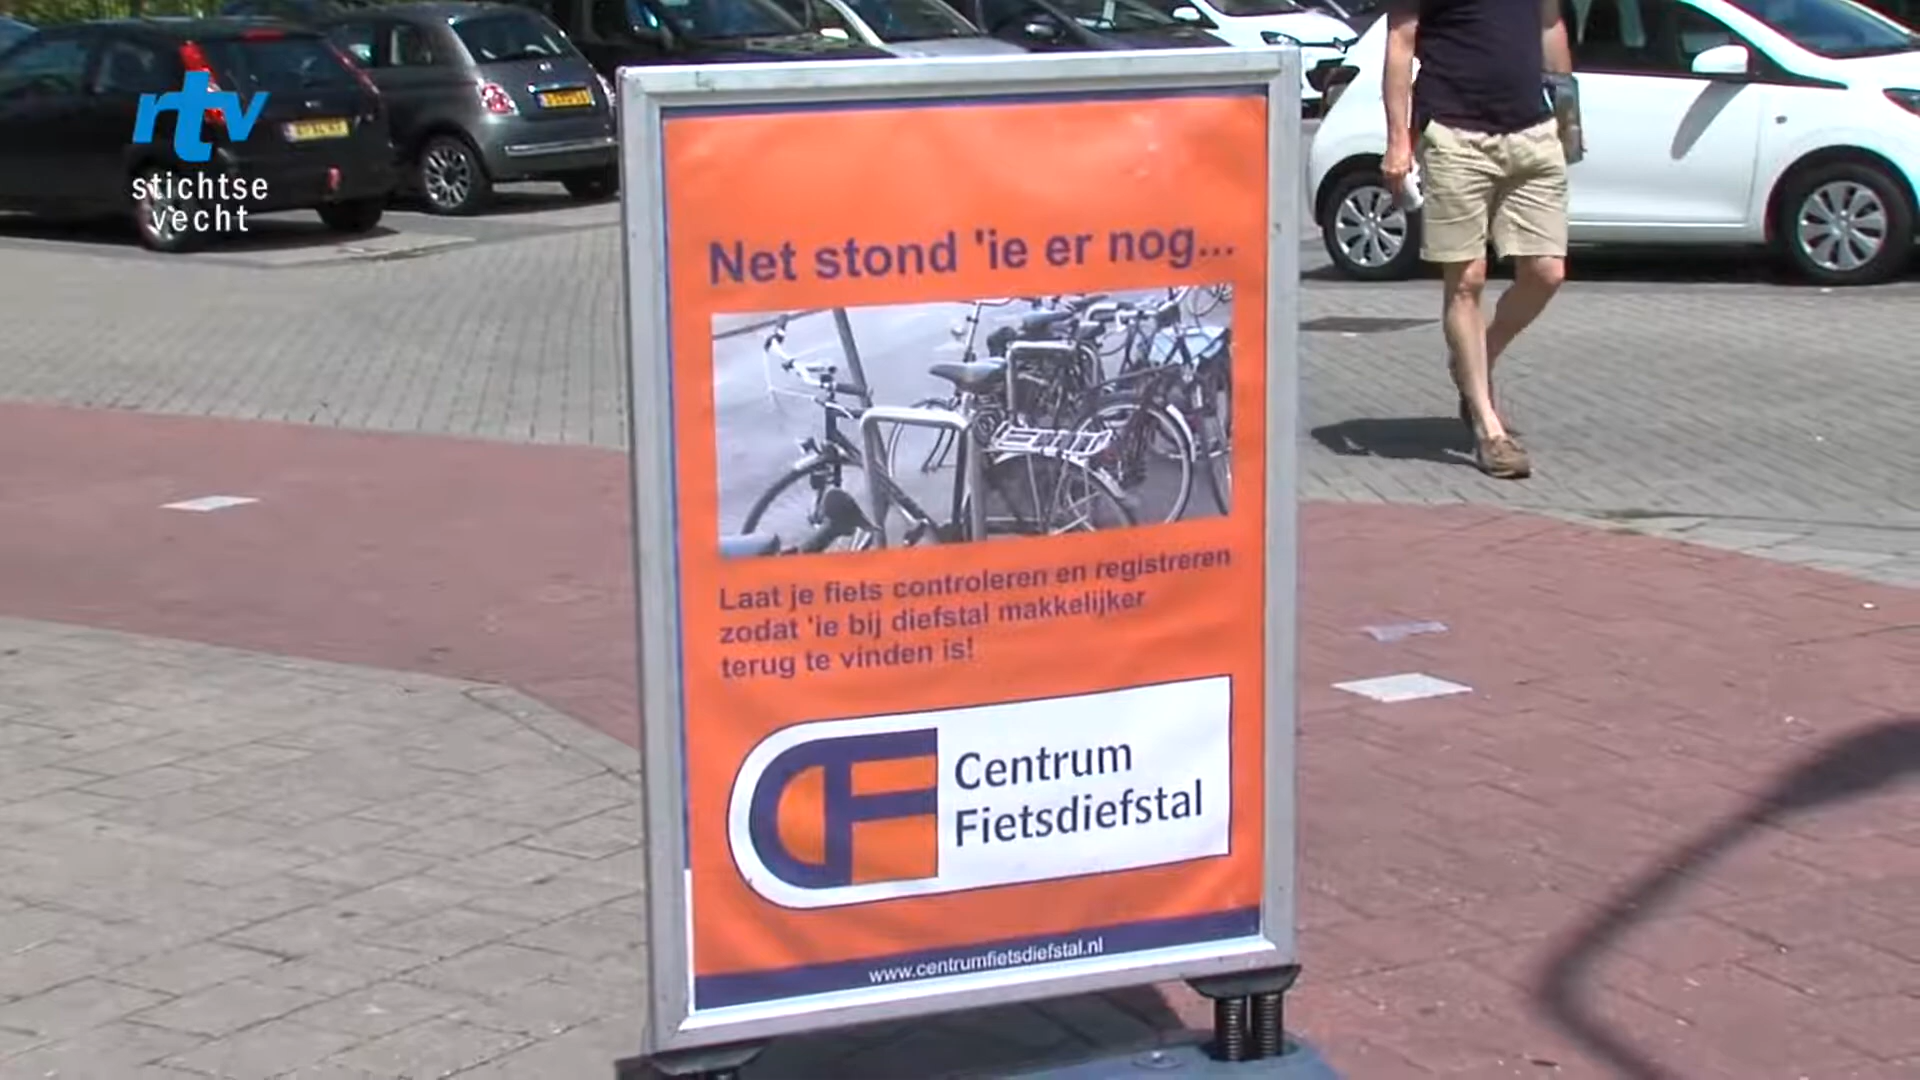 rtv
stichtse
vecht
Net stond 'ie er nog...
Laat je fiets controleren en registreren
zodat 'ie bij diefstal makkelijker
terug te vinden is!
CF
Centrum
Fietsdiefstal
www.centrumfietsdiefstal.nl